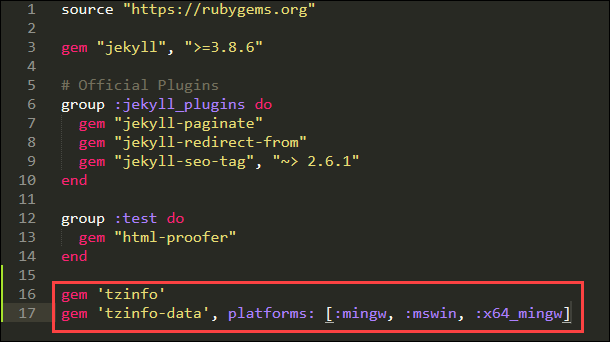 1 source "https://rubygems.org"
2
3 gem "jekyll", ">=3.8.6"
4
5 # Official Plugins
6 group :jekyll_plugins do
7   gem "jekyll-paginate"
8   gem "jekyll-redirect-from"
9   gem "jekyll-seo-tag", "~> 2.6.1"
10 end
11
12 group :test do
13   gem "html-proofer"
14 end
15
16 gem 'tzinfo'
17 gem 'tzinfo-data', platforms: [:mingw, :mswin, :x64_mingw]